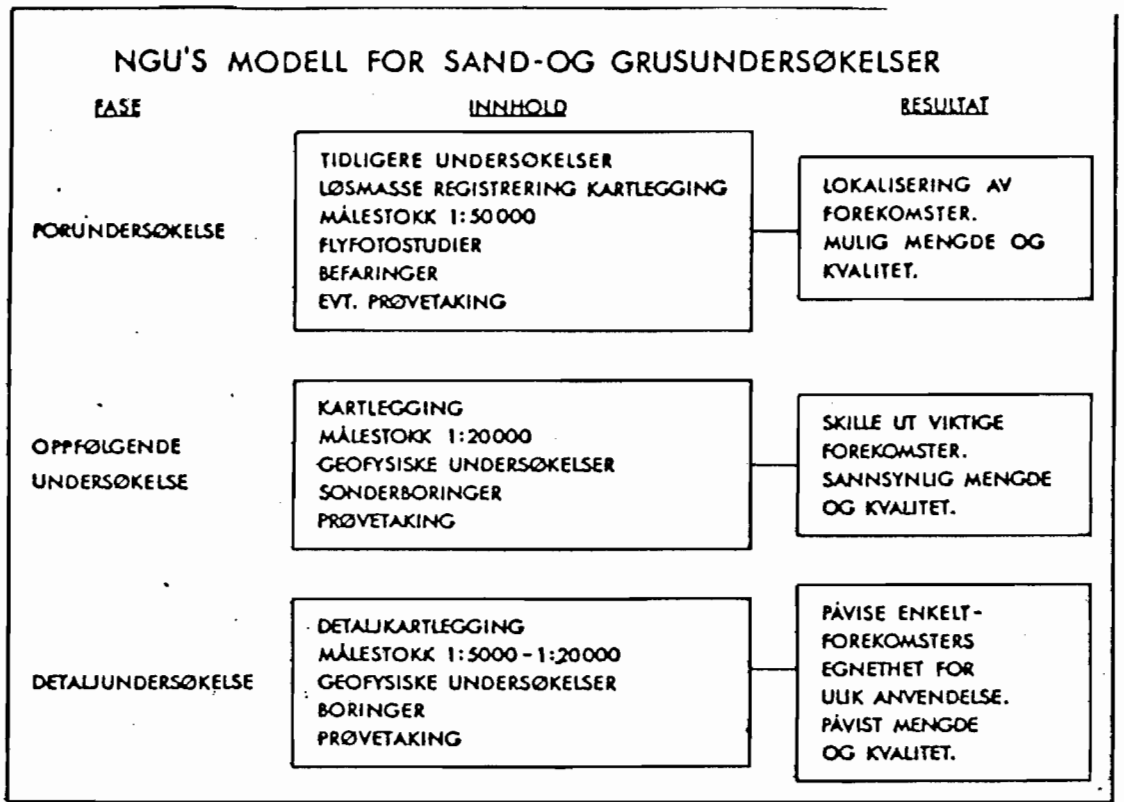 NGU'S MODELL FOR SAND-OG GRUSUNDERSØKELSER
FASE
INNHOLD
RESULTAT
FORUNDERSØKELSE
TIDLIGERE UNDERSØKELSER
LØSMASSE REGISTRERING KARTLEGGING
MÅLESTOKK 1:50000
FLYFOTOSTUDIER
BEFARINGER
EVT. PRØVETAKING
LOKALISERING AV
FOREKOMSTER.
MULIG MENGDE OG
KVALITET.
OPPFØLGENDE
UNDERSØKELSE
KARTLEGGING
MÅLESTOKK 1:20000
GEOFYSISKE UNDERSØKELSER
SONDERBORINGER
PRØVETAKING
SKILLE UT VIKTIGE
FOREKOMSTER.
SANNSYNLIG MENGDE
OG KVALITET.
DETALJUNDERSØKELSE
DETALJKARTLEGGING
MÅLESTOKK 1:5000-1:20000
GEOFYSISKE UNDERSØKELSER
BORINGER
PRØVETAKING
PÅVISE ENKELT-
FOREKOMSTERS
EGNETHET FOR
ULIK ANVENDELSE.
PÅVIST MENGDE
OG KVALITET.